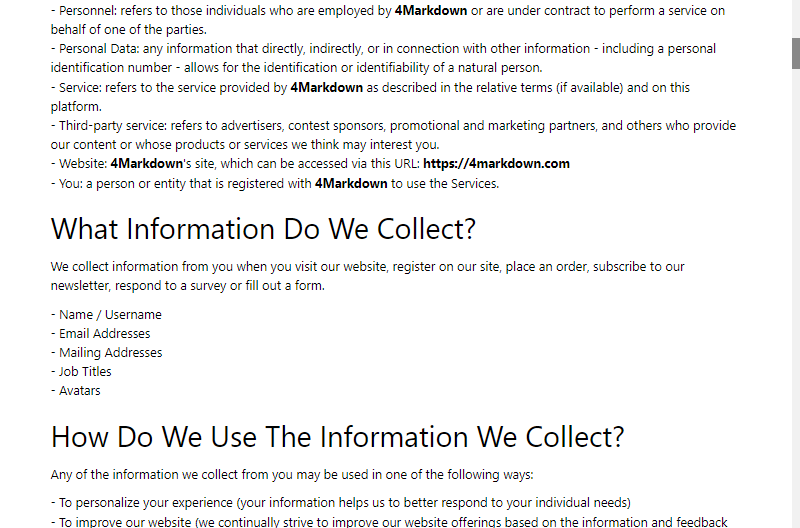 - Personnel: refers to those individuals who are employed by 4Markdown or are under contract to perform a service on
behalf of one of the parties.
- Personal Data: any information that directly, indirectly, or in connection with other information - including a personal
identification number - allows for the identification or identifiability of a natural person.
- Service: refers to the service provided by 4Markdown as described in the relative terms (if available) and on this
platform.
- Third-party service: refers to advertisers, contest sponsors, promotional and marketing partners, and others who provide
our content or whose products or services we think may interest you.
- Website: 4Markdown's site, which can be accessed via this URL: https://4markdown.com
- You: a person or entity that is registered with 4Markdown to use the Services.
What Information Do We Collect?
We collect information from you when you visit our website, register on our site, place an order, subscribe to our
newsletter, respond to a survey or fill out a form.
- Name / Username
- Email Addresses
- Mailing Addresses
- Job Titles
- Avatars
How Do We Use The Information We Collect?
Any of the information we collect from you may be used in one of the following ways:
- To personalize your experience (your information helps us to better respond to your individual needs)
- To improve our website (we continually strive to improve our website offerings based on the information and feedback